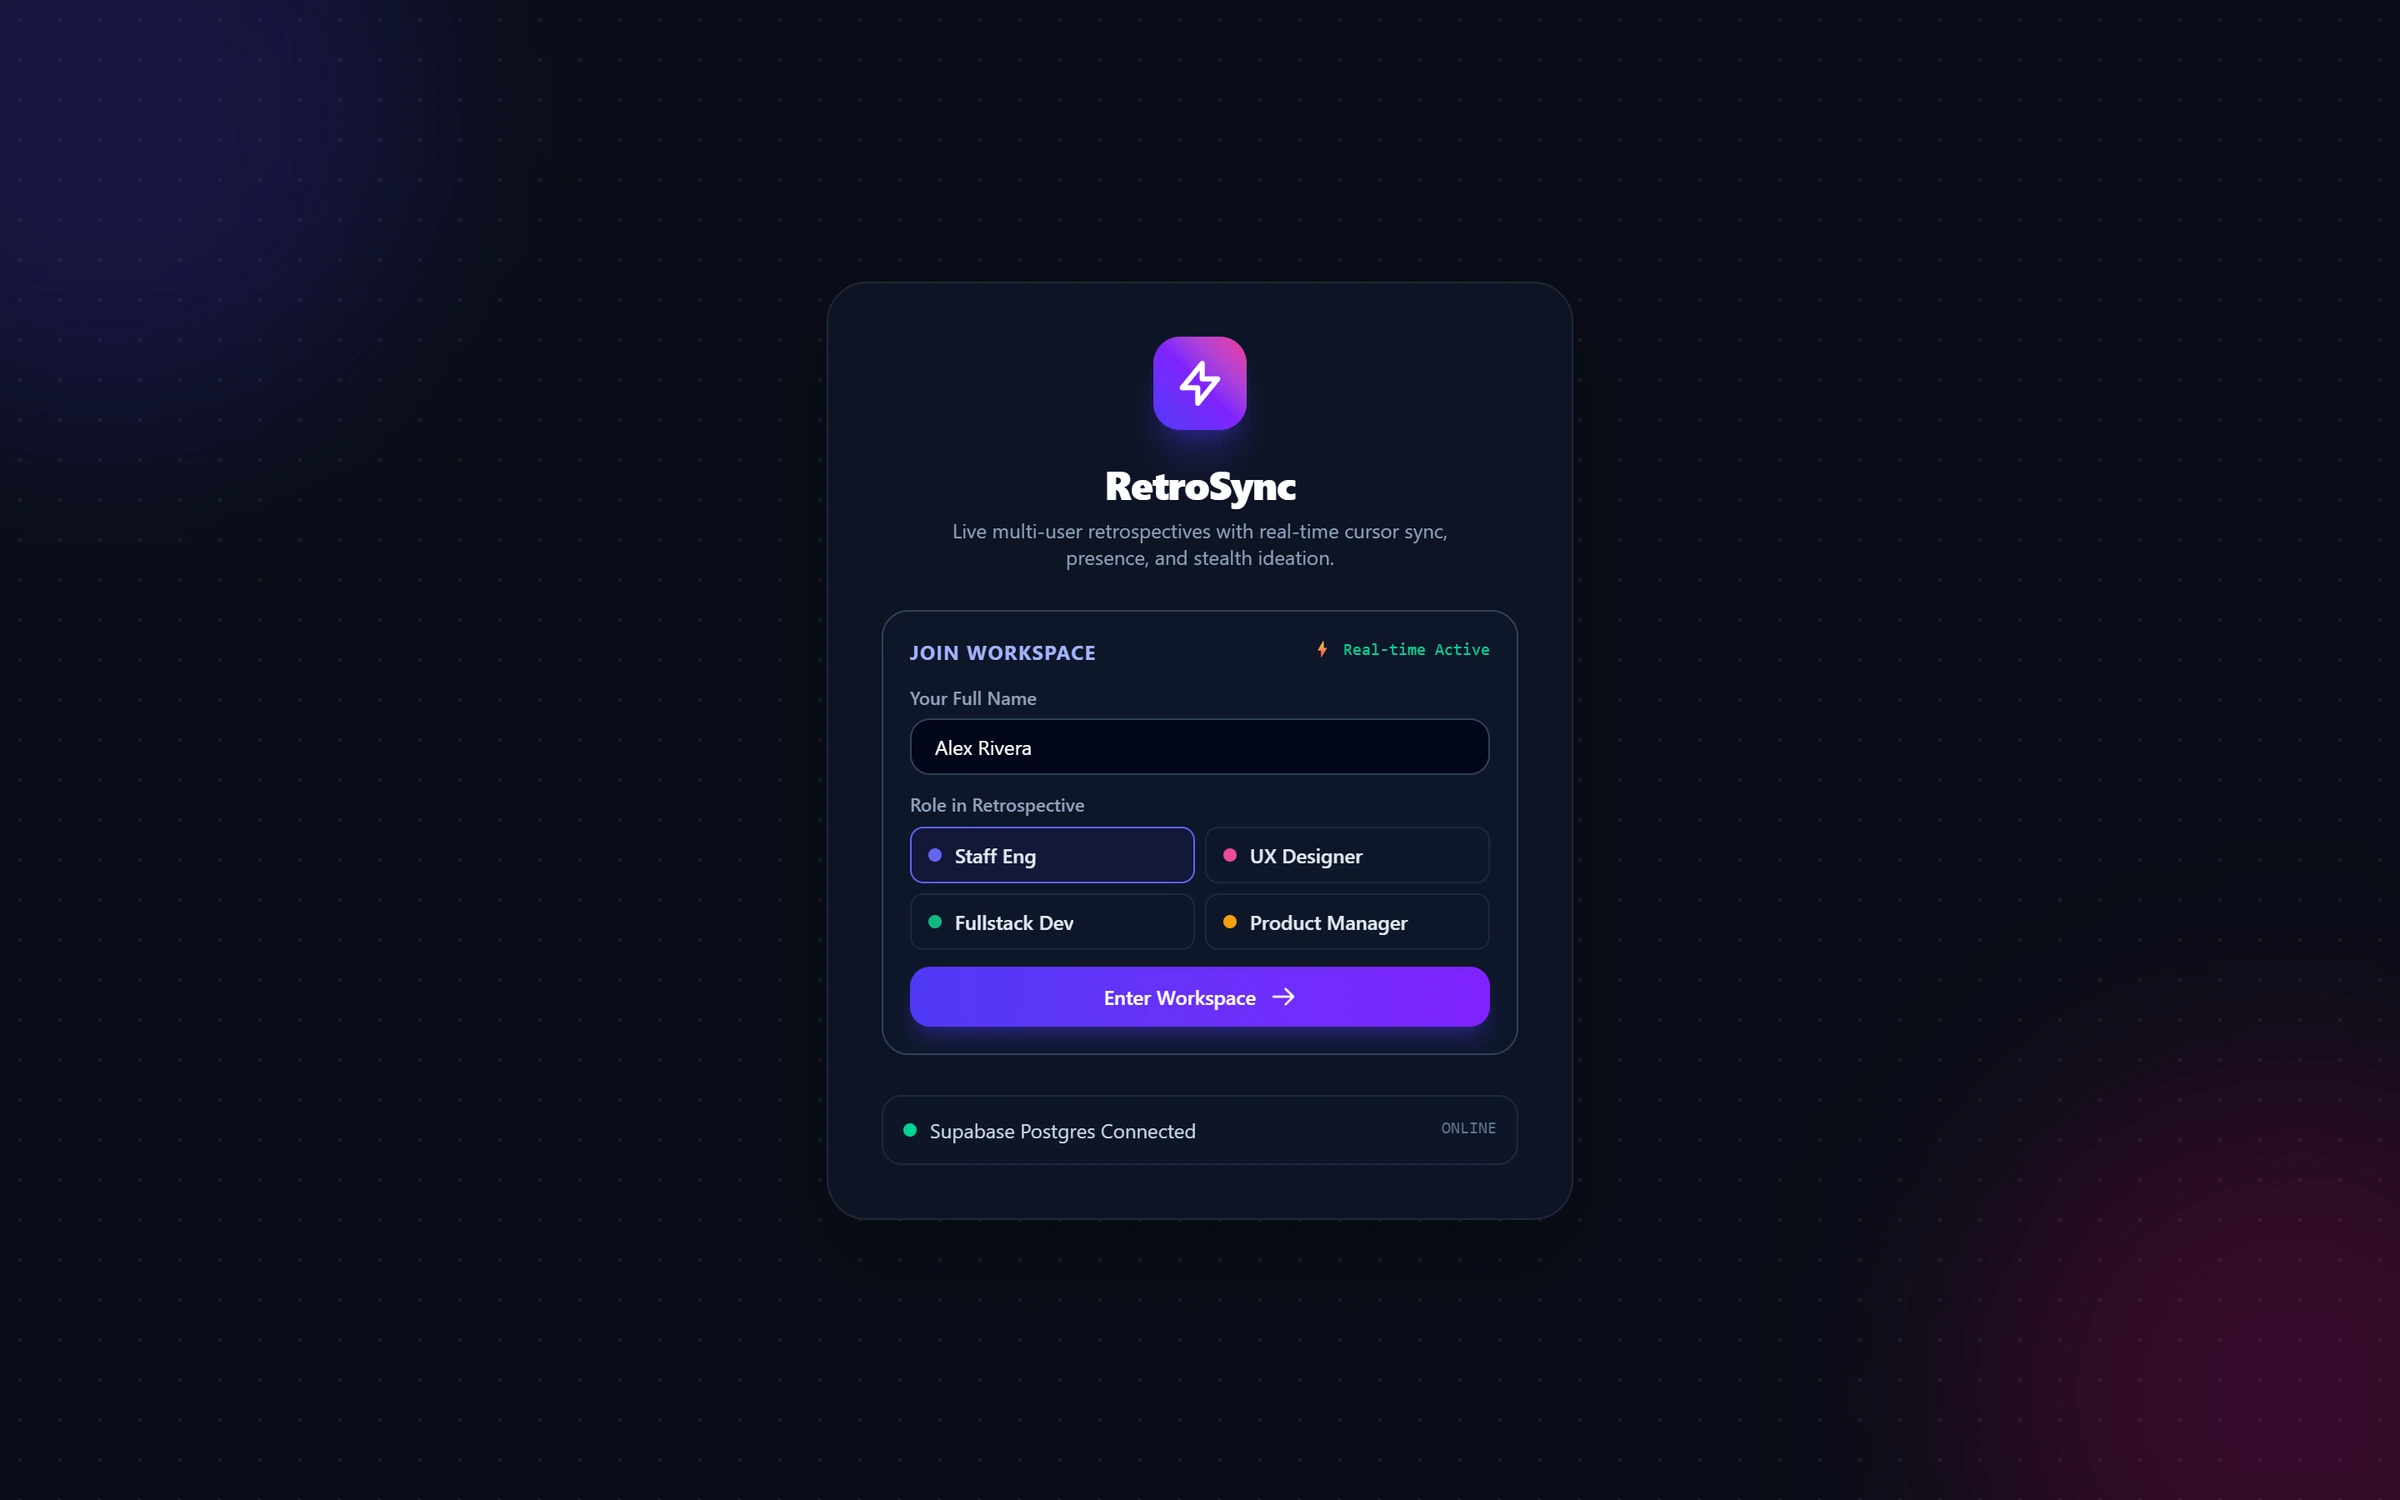 RetroSync
Live multi-user retrospectives with real-time cursor sync,
presence, and stealth ideation.
JOIN WORKSPACE
⚡ Real-time Active
Your Full Name
Alex Rivera
Role in Retrospective
Staff Eng
UX Designer
Fullstack Dev
Product Manager
Enter Workspace →
Supabase Postgres Connected
ONLINE